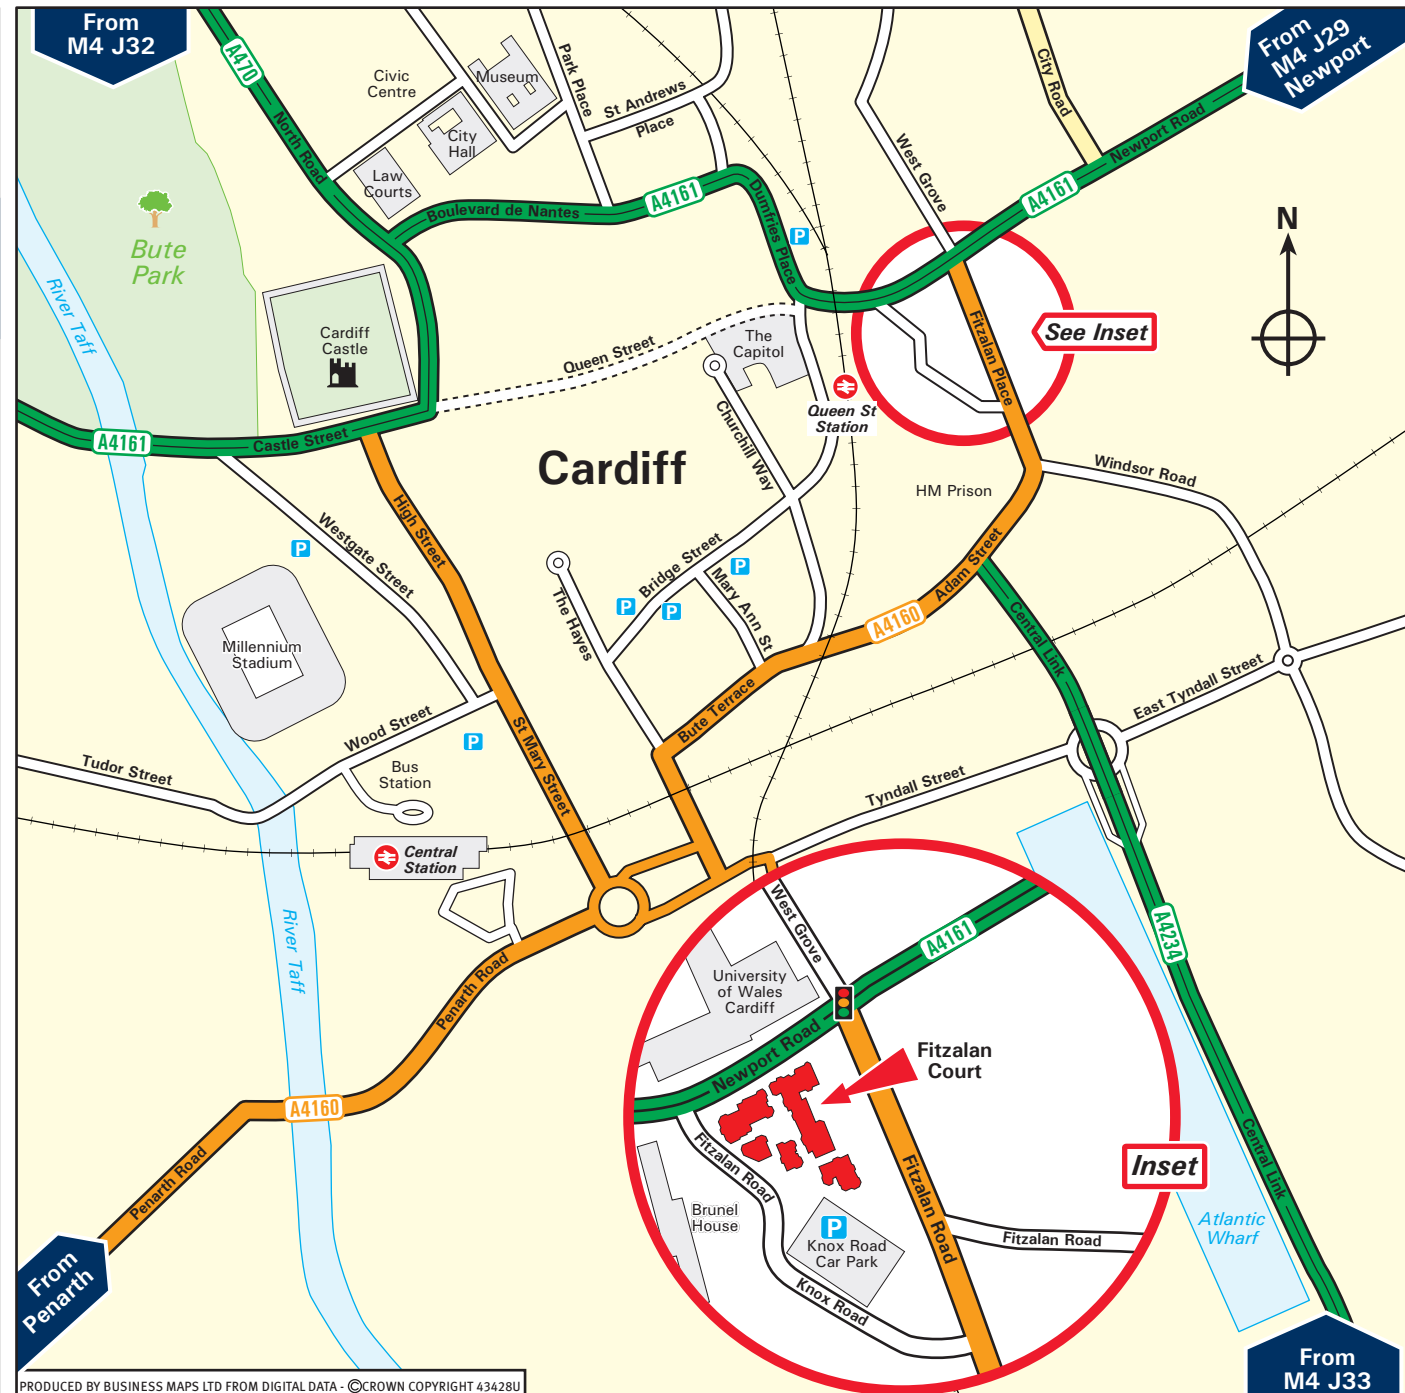 From
M4 J32
From
M4 J29
Newport
A470
North Road
Civic
Centre
Museum
City
Hall
Law
Courts
Park Place
St Andrews
Place
City Road
Newport Road
A4161
West Grove
Boulevard de Nantes
A4161
Dumfries Place
P
N
Bute
Park
River Taff
Cardiff
Castle
Queen Street
The
Capitol
See Inset
Fitzalan Place
Queen St
Station
Churchill Way
A4161
Castle Street
Cardiff
HM Prison
Windsor Road
High Street
Westgate Street
P
Bridge Street
P
P
P
Mary Ann St
The Hayes
Adam Street
A4160
Central Link
Millennium
Stadium
Bute Terrace
East Tyndall Street
Wood Street
St Mary Street
P
Tudor Street
Bus
Station
Tyndall Street
Central
Station
West Grove
A4161
A4234
University
of Wales
Cardiff
River Taff
Penarth Road
Newport Road
Fitzalan
Court
A4160
Fitzalan Road
Fitzalan Road
Inset
Central Link
Penarth Road
Brunel
House
P
Knox Road
Car Park
Fitzalan Road
Atlantic
Wharf
Knox Road
From
Penarth
From
M4 J33
PRODUCED BY BUSINESS MAPS LTD FROM DIGITAL DATA - ©CROWN COPYRIGHT 43428U